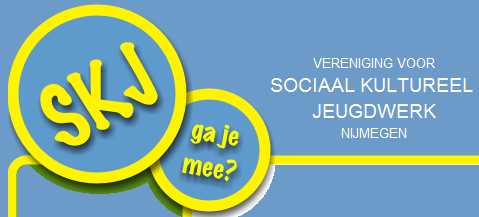 SKJ
ga je
mee?
VERENIGING VOOR
SOCIAAL KULTUREEL
JEUGDWERK
NIJMEGEN